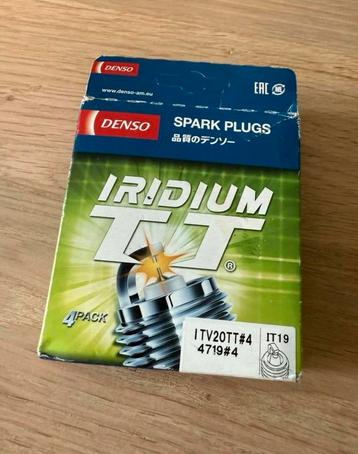 DENSO
www.denso-am.eu
EAC
DENSO
SPARK PLUGS
品質のデンソー
IRIDIUM
TT®
4PACK
ITV20TT#4
4719#4
IT19